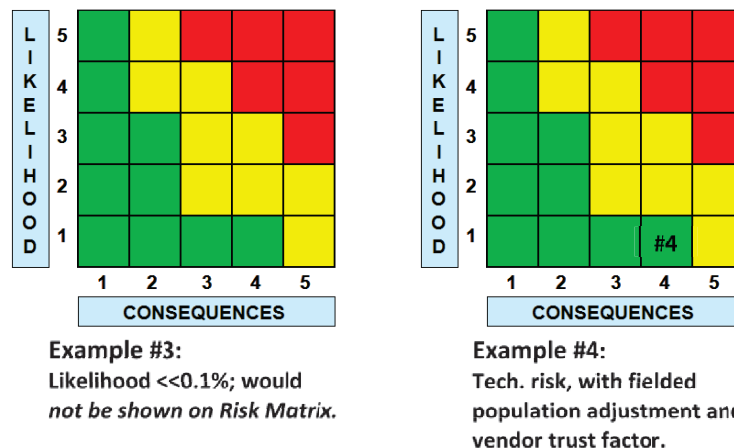 LIKELIHOOD
5
4
3
2
1
1 2 3 4 5
CONSEQUENCES
Example #3:
Likelihood <<0.1%; would
not be shown on Risk Matrix.
LIKELIHOOD
5
4
3
2
1
#4
1 2 3 4 5
CONSEQUENCES
Example #4:
Tech. risk, with fielded
population adjustment and
vendor trust factor.